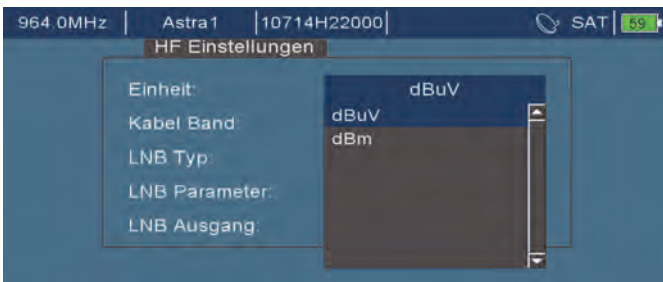 964.0MHz | Astra1 |10714H22000| SAT| 59
HF Einstellungen
Einheit: dBuV
dBuV
Kabel Band:
dBm
LNB Typ:
LNB Parameter:
LNB Ausgang: